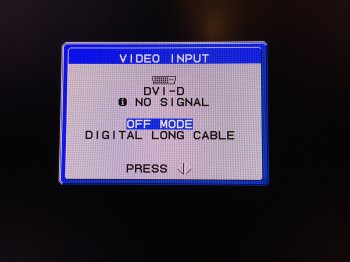 VIDEO INPUT
DVI-D
NO SIGNAL
OFF MODE
DIGITAL LONG CABLE
PRESS